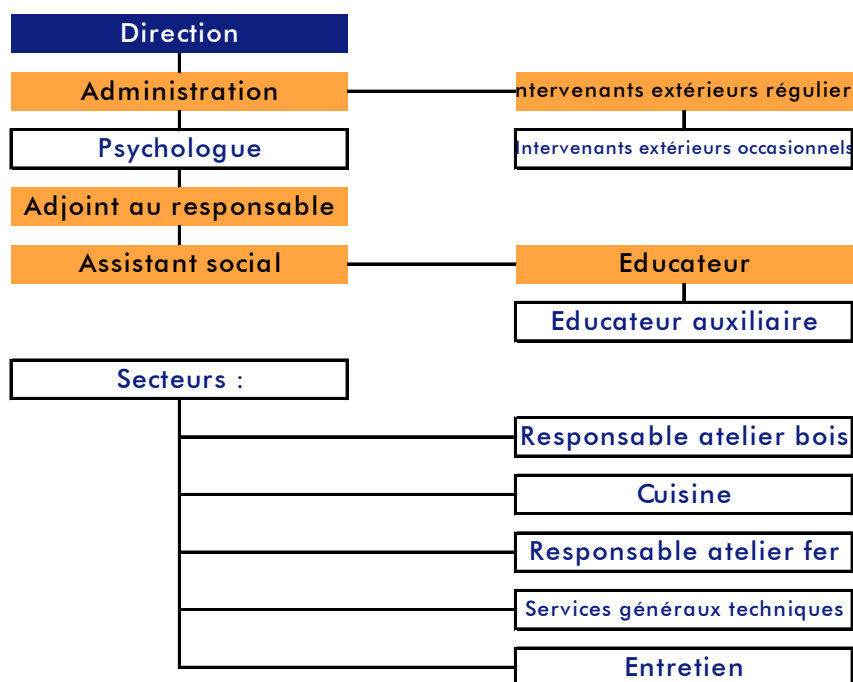 Direction
Administration
ntervenants extérieurs régulier
Psychologue
Intervenants extérieurs occasionnels
Adjoint au responsable
Assistant social
Educateur
Educateur auxiliaire
Secteurs :
Responsable atelier bois
Cuisine
Responsable atelier fer
Services généraux techniques
Entretien